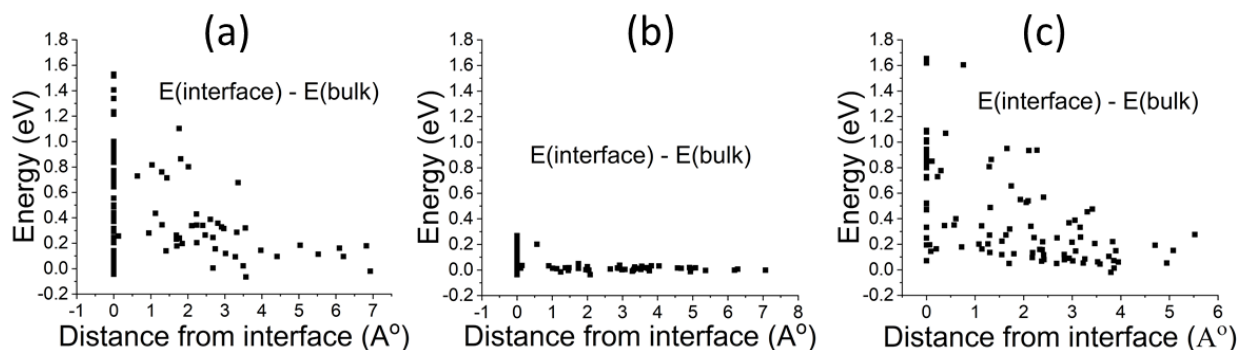 (a)
1.8
1.6
1.4
1.2
1.0
0.8
0.6
0.4
0.2
0.0
-0.2
Energy (eV)
E(interface) - E(bulk)
0 1 2 3 4 5 6 7
Distance from interface (A°)
(b)
1.8
1.6
1.4
1.2
1.0
0.8
0.6
0.4
0.2
0.0
-0.2
Energy (eV)
E(interface) - E(bulk)
0 1 2 3 4 5 6 7 8
Distance from interface (A°)
(c)
1.8
1.6
1.4
1.2
1.0
0.8
0.6
0.4
0.2
0.0
-0.2
Energy (eV)
E(interface) - E(bulk)
0 1 2 3 4 5 6
Distance from interface (A°)